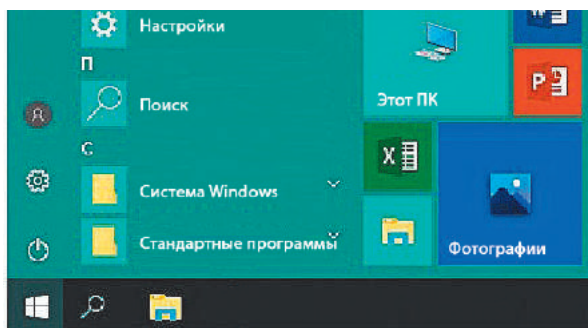 Настройки
П
Поиск
С
Система Windows
Стандартные программы
Этот ПК
Фотографии